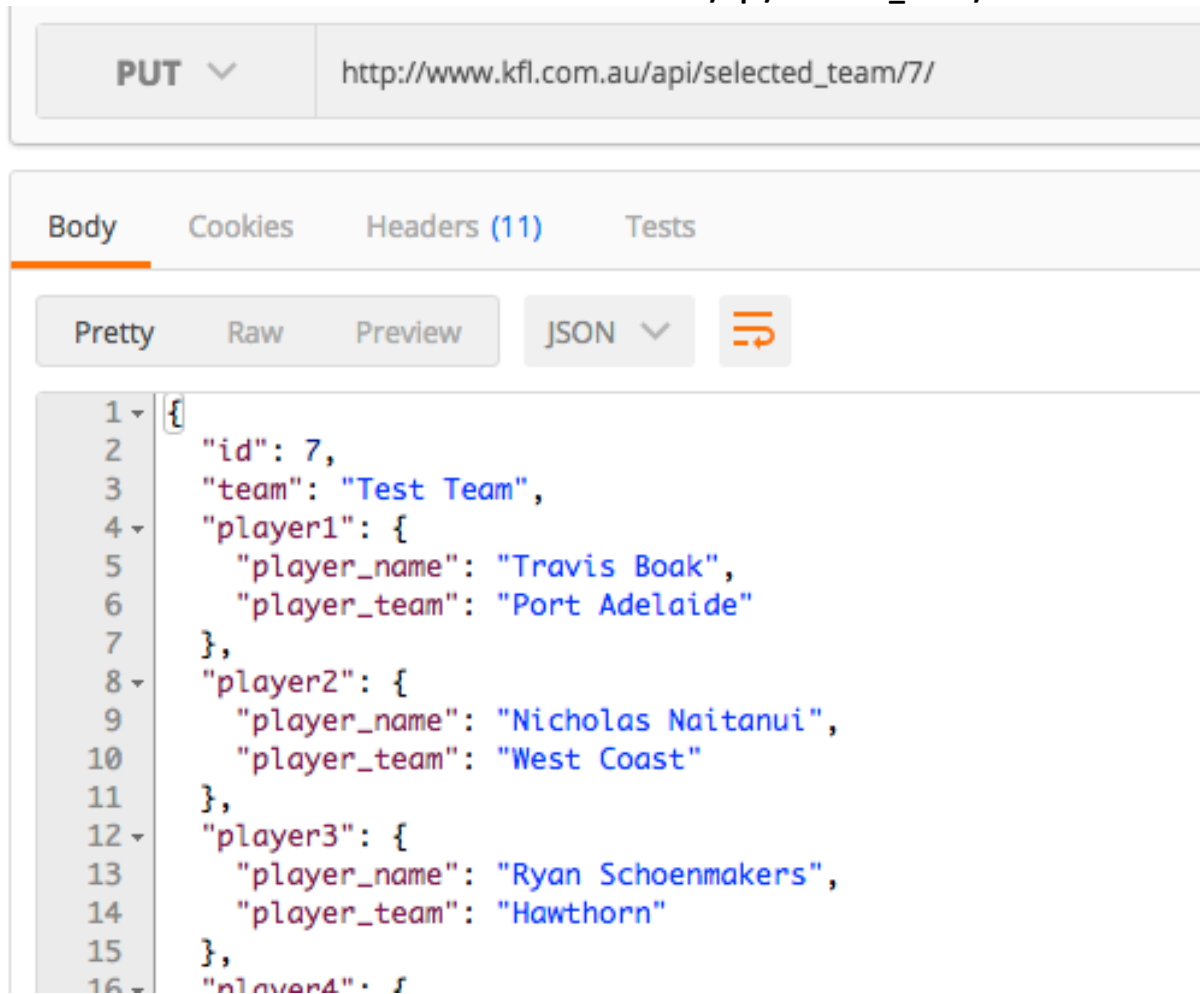 PUT http://www.kfl.com.au/api/selected_team/7/
Body Cookies Headers (11) Tests
Pretty Raw Preview JSON
1 {
2 "id": 7,
3 "team": "Test Team",
4 "player1": {
5 "player_name": "Travis Boak",
6 "player_team": "Port Adelaide"
7 },
8 "player2": {
9 "player_name": "Nicholas Naitanui",
10 "player_team": "West Coast"
11 },
12 "player3": {
13 "player_name": "Ryan Schoenmakers",
14 "player_team": "Hawthorn"
15 },
16 "player4": {